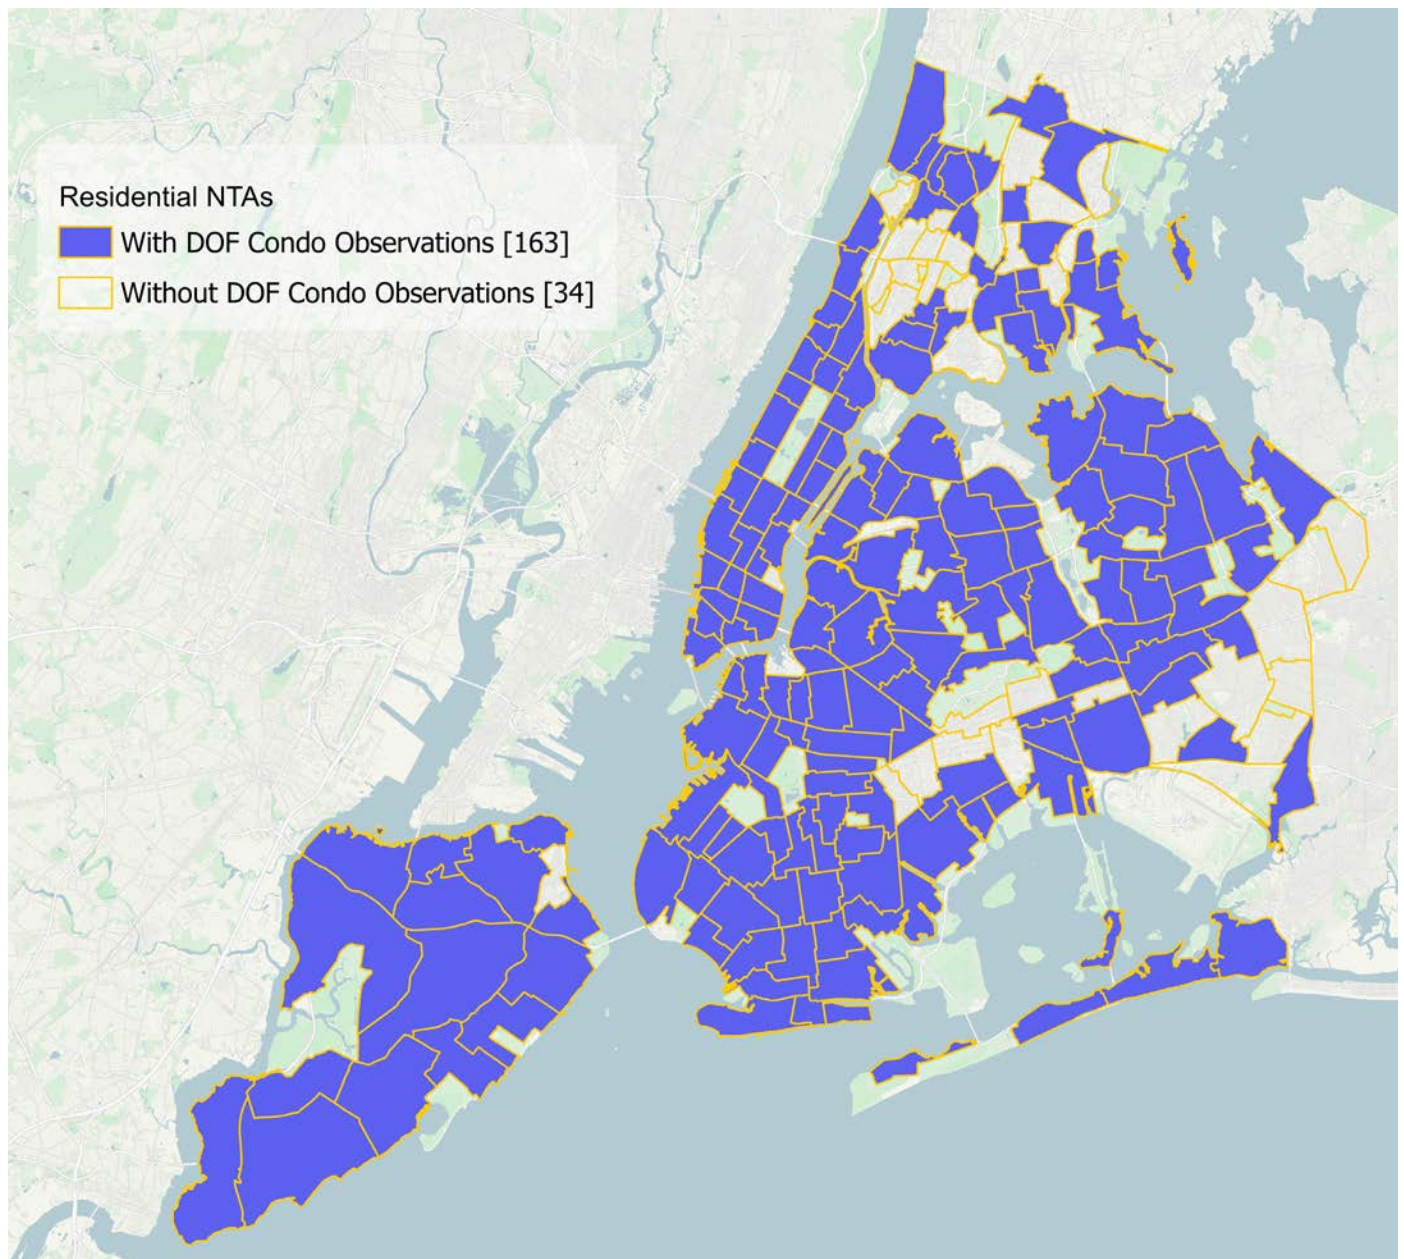 Residential NTAs
With DOF Condo Observations [163]
Without DOF Condo Observations [34]